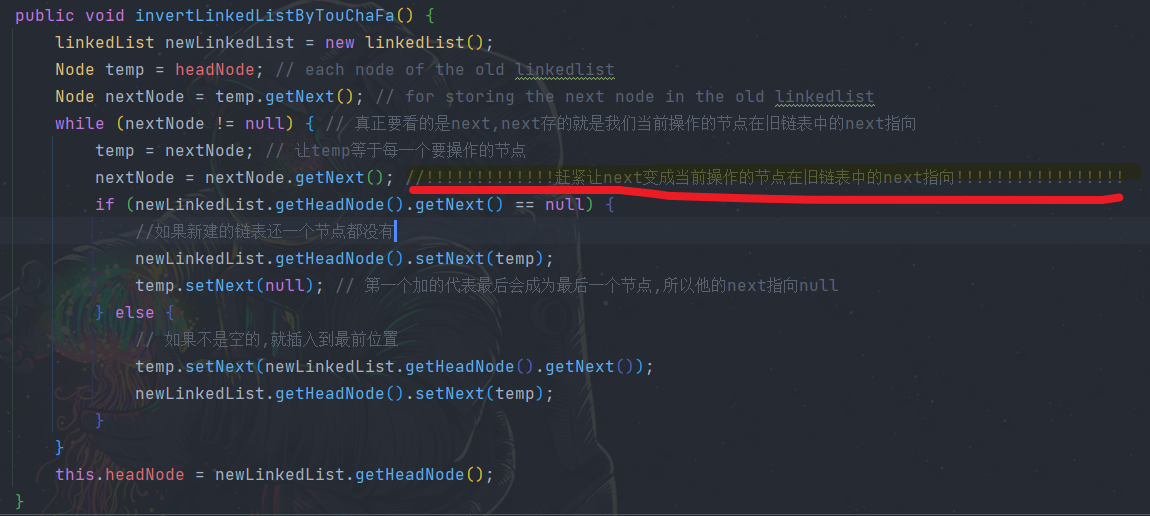 public void invertLinkedListByTouChaFa() {
linkedList newLinkedList = new linkedList();
Node temp = headNode; // each node of the old linkedlist
Node nextNode = temp.getNext(); // for storing the next node in the old linkedlist
while (nextNode != null) { // 真正要看的是next,next存的就是我们当前操作的节点在旧链表中的next指向
temp = nextNode; // 让temp等于每一个要操作的节点
nextNode = nextNode.getNext(); //!!!!!!!!!!!!!赶紧让next变成当前操作的节点在旧链表中的next指向!!!!!!!!!!!!!!!!!
if (newLinkedList.getHeadNode().getNext() == null) {
//如果新建的链表还一个节点都没有
newLinkedList.getHeadNode().setNext(temp);
temp.setNext(null); // 第一个加的代表最后会成为最后一个节点,所以他的next指向null
} else {
// 如果不是空的,就插入到最前位置
temp.setNext(newLinkedList.getHeadNode().getNext());
newLinkedList.getHeadNode().setNext(temp);
}
}
this.headNode = newLinkedList.getHeadNode();
}